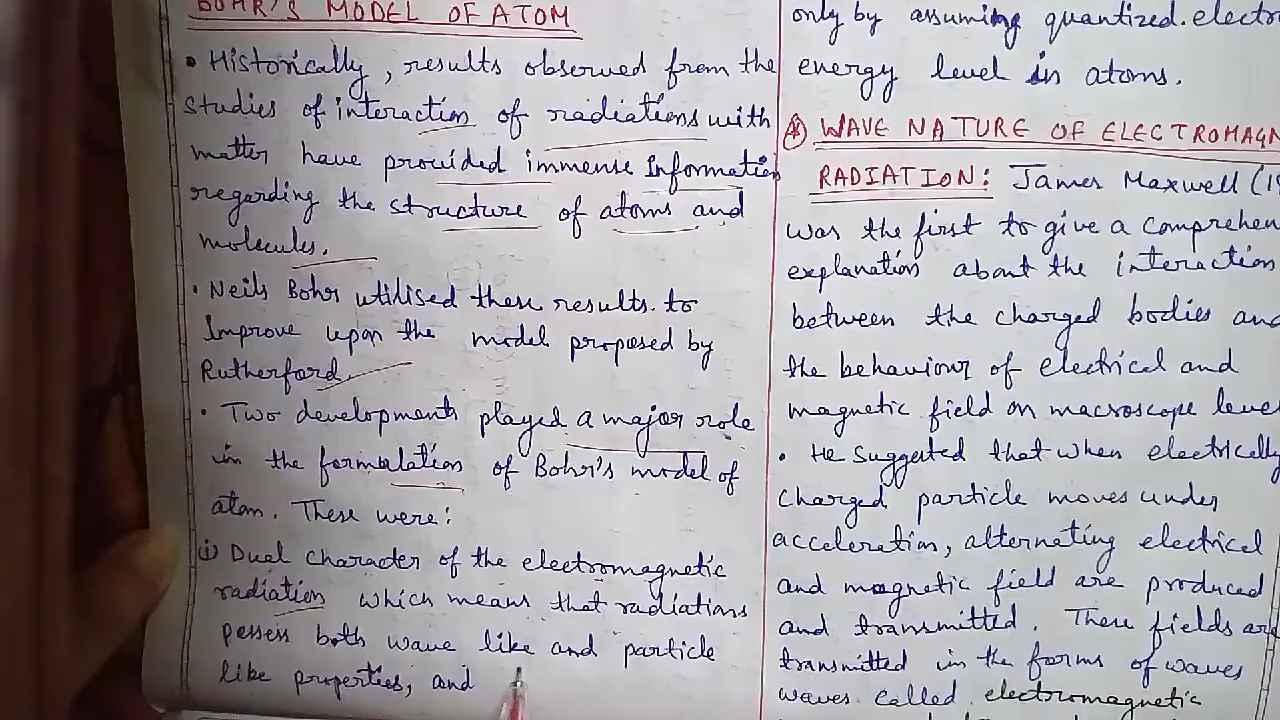 BOHR'S MODEL OF ATOM
• Historically, results observed from the
studies of interaction of radiations with
matter have provided immense Information
regarding the structure of atoms and
molecules.
• Neils Bohr utilised these results to
Improve upon the model proposed by
Rutherford.
• Two developments played a major role
in the formulation of Bohr's model of
atom. These were:
i) Dual character of the electromagnetic
radiation which means that radiations
possess both wave like and particle
like properties, and
only by assuming quantized electro
energy level in atoms.
WAVE NATURE OF ELECTROMAGN
RADIATION: James Maxwell (1
was the first to give a comprehen
explanation about the interaction
between the charged bodies and
the behaviour of electrical and
magnetic field on macroscope level
• He suggested that when electrically
charged particle moves under
acceleration, alternating electrical
and magnetic field are produced
and transmitted. These fields are
transmitted in the forms of waves
waves called electromagnetic